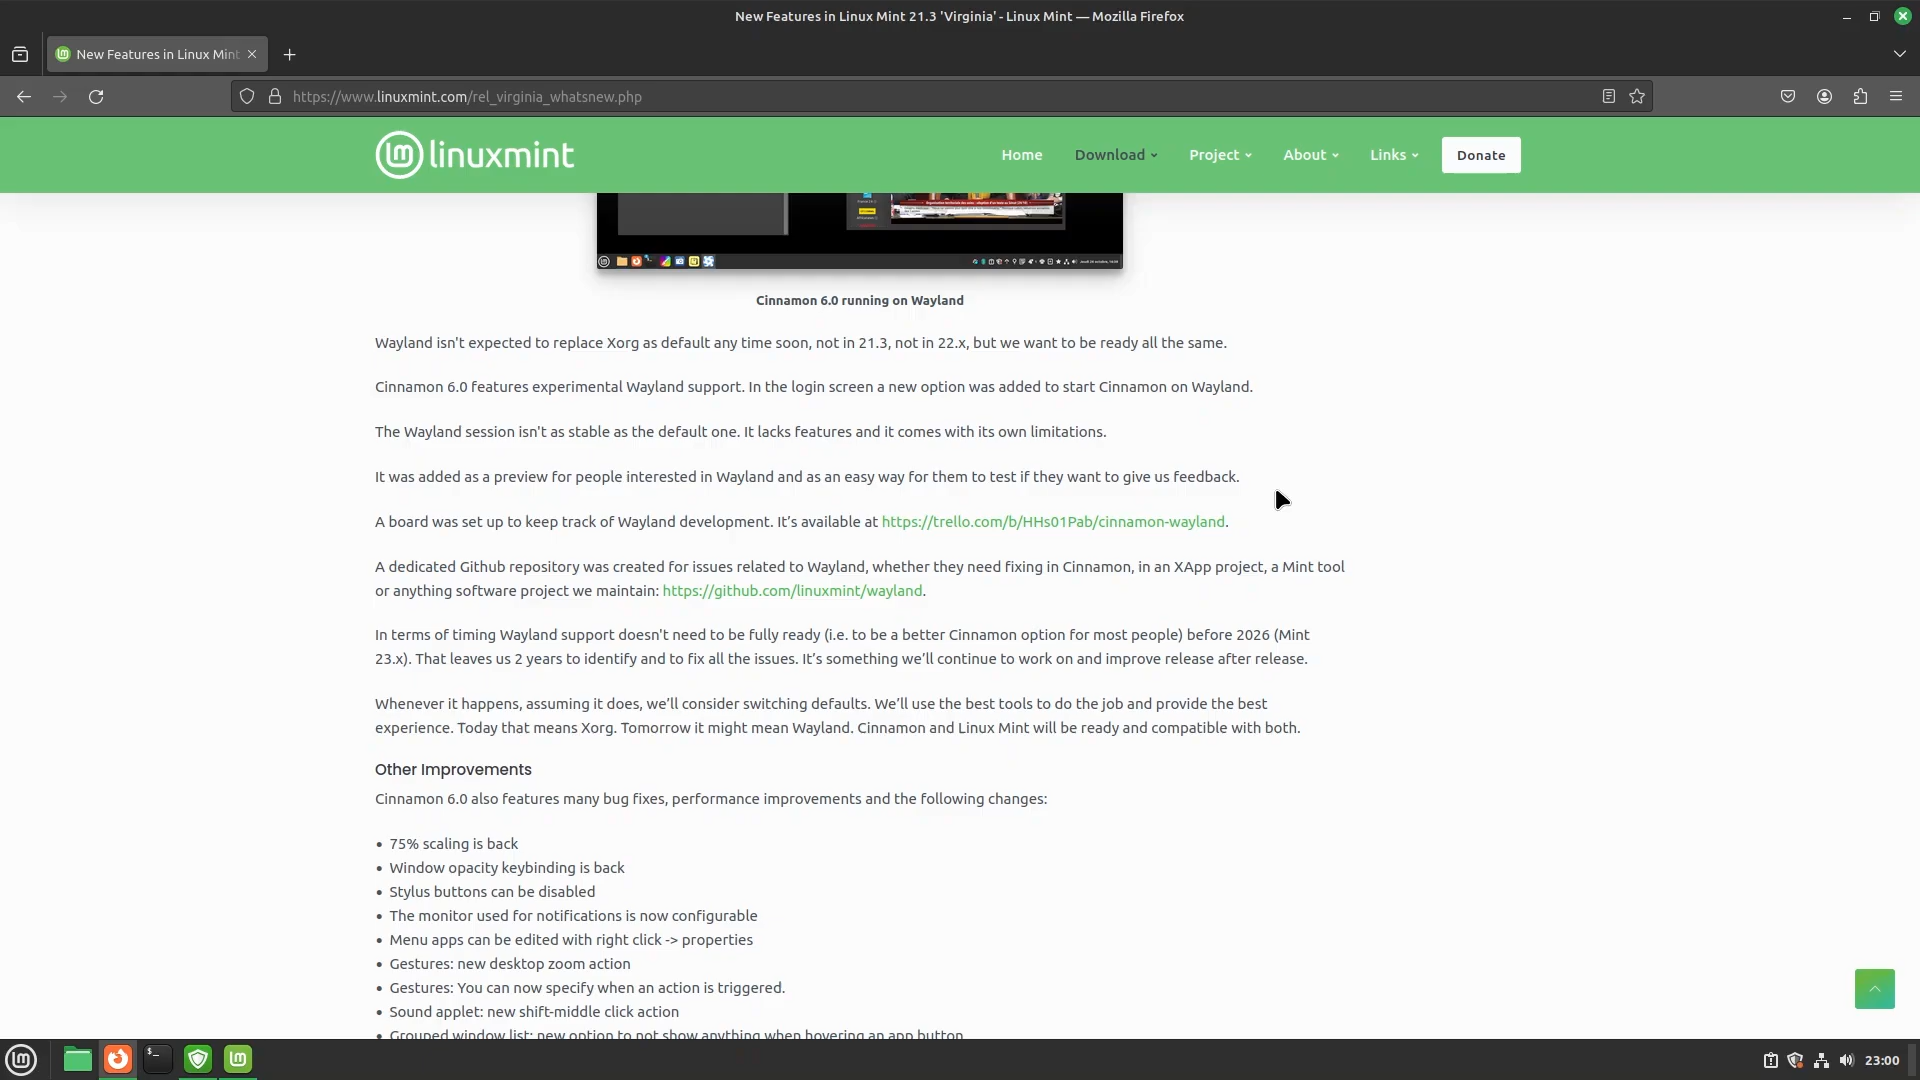 New Features in Linux Mint 21.3 'Virginia' - Linux Mint — Mozilla Firefox
New Features in Linux Mint
https://www.linuxmint.com/rel_virginia_whatsnew.php
linuxmint
Home
Download
Project
About
Links
Donate
Cinnamon 6.0 running on Wayland
Wayland isn't expected to replace Xorg as default any time soon, not in 21.3, not in 22.x, but we want to be ready all the same.
Cinnamon 6.0 features experimental Wayland support. In the login screen a new option was added to start Cinnamon on Wayland.
The Wayland session isn't as stable as the default one. It lacks features and it comes with its own limitations.
It was added as a preview for people interested in Wayland and as an easy way for them to test if they want to give us feedback.
A board was set up to keep track of Wayland development. It’s available at https://trello.com/b/HHs01Pab/cinnamon-wayland.
A dedicated Github repository was created for issues related to Wayland, whether they need fixing in Cinnamon, in an XApp project, a Mint tool
or anything software project we maintain: https://github.com/linuxmint/wayland.
In terms of timing Wayland support doesn't need to be fully ready (i.e. to be a better Cinnamon option for most people) before 2026 (Mint
23.x). That leaves us 2 years to identify and to fix all the issues. It’s something we’ll continue to work on and improve release after release.
Whenever it happens, assuming it does, we’ll consider switching defaults. We’ll use the best tools to do the job and provide the best
experience. Today that means Xorg. Tomorrow it might mean Wayland. Cinnamon and Linux Mint will be ready and compatible with both.
Other Improvements
Cinnamon 6.0 also features many bug fixes, performance improvements and the following changes:
• 75% scaling is back
• Window opacity keybinding is back
• Stylus buttons can be disabled
• The monitor used for notifications is now configurable
• Menu apps can be edited with right click -> properties
• Gestures: new desktop zoom action
• Gestures: You can now specify when an action is triggered.
• Sound applet: new shift-middle click action
• Grouped window list: new option to not show anything when hovering an app button
23:00